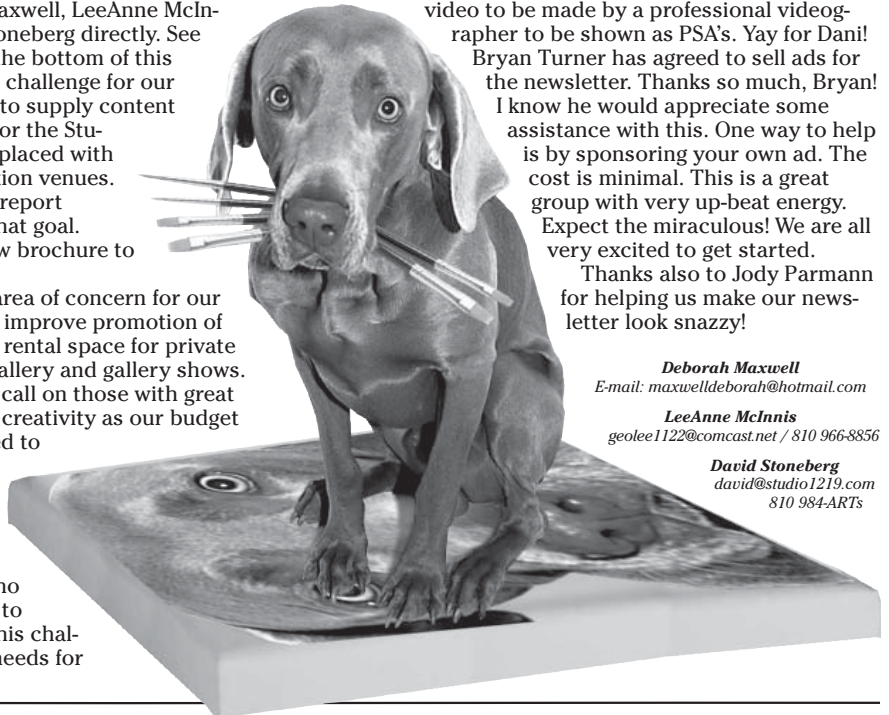 axwell, LeeAnne McIn-
oneberg directly. See
he bottom of this
challenge for our
to supply content
or the Stu-
placed with
ion venues.
report
hat goal.
w brochure to
area of concern for our
improve promotion of
rental space for private
allery and gallery shows.
call on those with great
creativity as our budget
ed to
no
to
his chal-
needs for
video to be made by a professional videog-
rapher to be shown as PSA's. Yay for Dani!
Bryan Turner has agreed to sell ads for
the newsletter. Thanks so much, Bryan!
I know he would appreciate some
assistance with this. One way to help
is by sponsoring your own ad. The
cost is minimal. This is a great
group with very up-beat energy.
Expect the miraculous! We are all
very excited to get started.
Thanks also to Jody Parmann
for helping us make our news-
letter look snazzy!
Deborah Maxwell
E-mail: maxwelldeborah@hotmail.com
LeeAnne McInnis
geolee1122@comcast.net / 810 966-8856
David Stoneberg
david@studio1219.com
810 984-ARTs